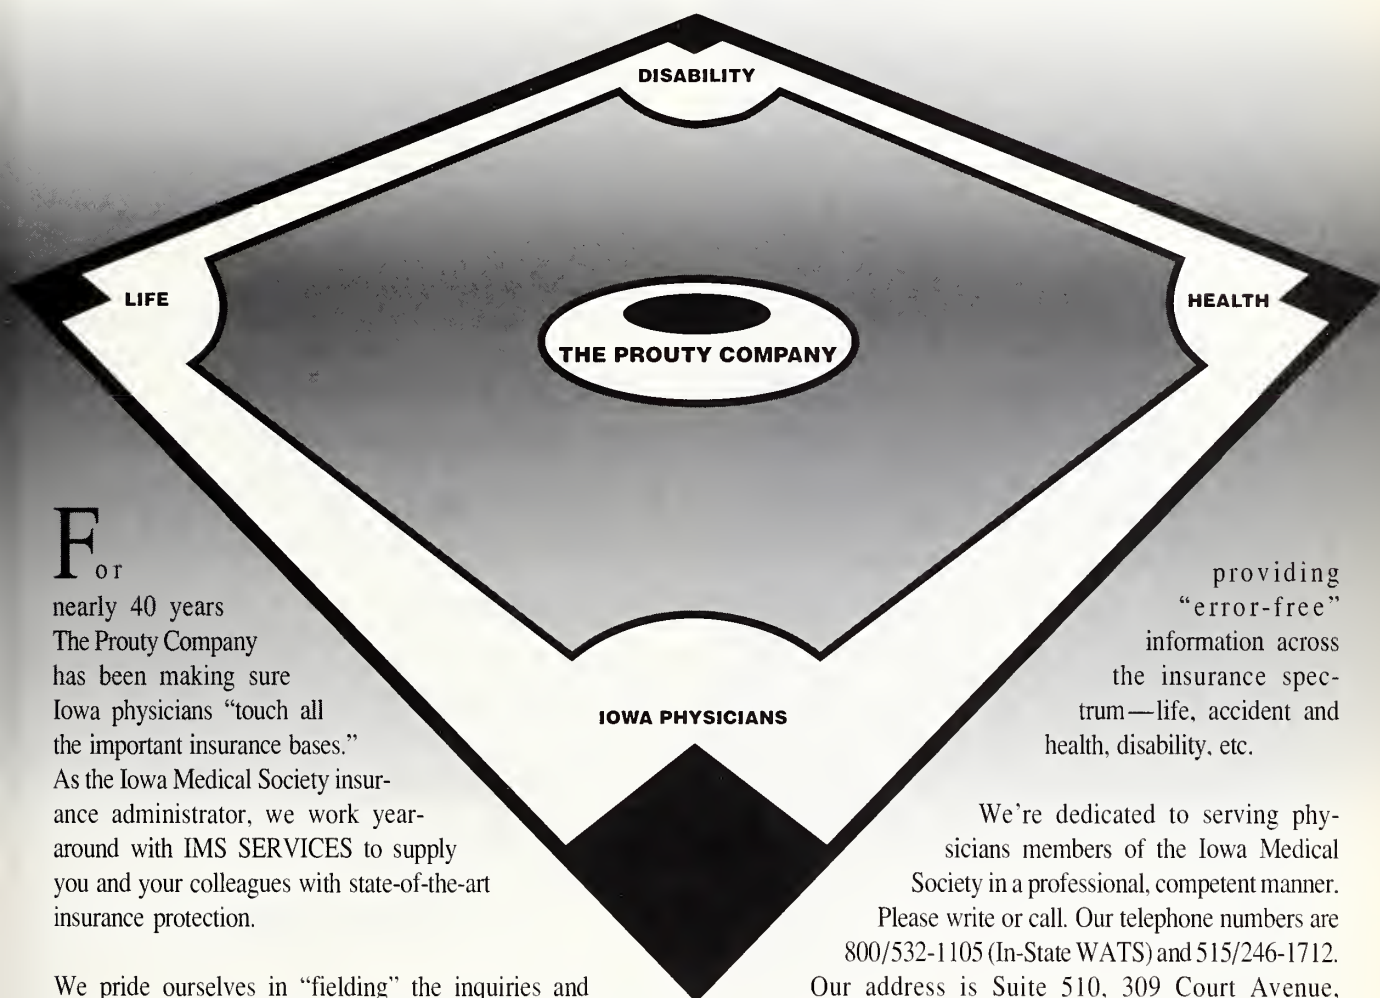 DISABILITY
LIFE
HEALTH
THE PROUTY COMPANY
IOWA PHYSICIANS
For
nearly 40 years
The Prouty Company
has been making sure
Iowa physicians “touch all
the important insurance bases.”
As the Iowa Medical Society insur-
ance administrator, we work year-
around with IMS SERVICES to supply
you and your colleagues with state-of-the-art
insurance protection.
We pride ourselves in “fielding” the inquiries and
providing
“error-free”
information across
the insurance spec-
trum—life, accident and
health, disability, etc.
We’re dedicated to serving phy-
sicians members of the Iowa Medical
Society in a professional, competent manner.
Please write or call. Our telephone numbers are
800/532-1105 (In-State WATS) and 515/246-1712.
Our address is Suite 510, 309 Court Avenue,